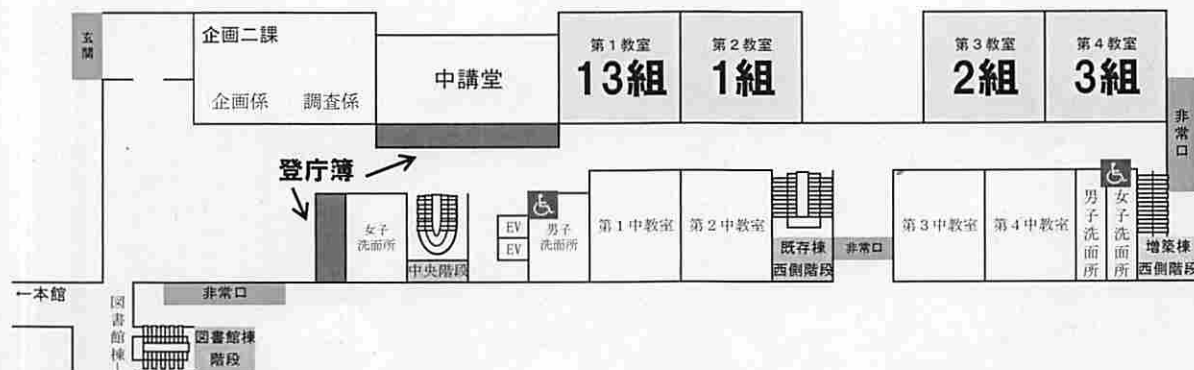 玄関
企画二課
企画係 調査係
中講堂
第1教室
13組
第2教室
1組
第3教室
2組
第4教室
3組
非常口
登庁簿
女子
洗面所
中央階段
EV
EV
男子
洗面所
第1中教室
第2中教室
既存棟
西側階段
非常口
第3中教室
第4中教室
男子洗面所
女子洗面所
増築棟
西側階段
←本館
非常口
図書館棟
図書館棟
階段